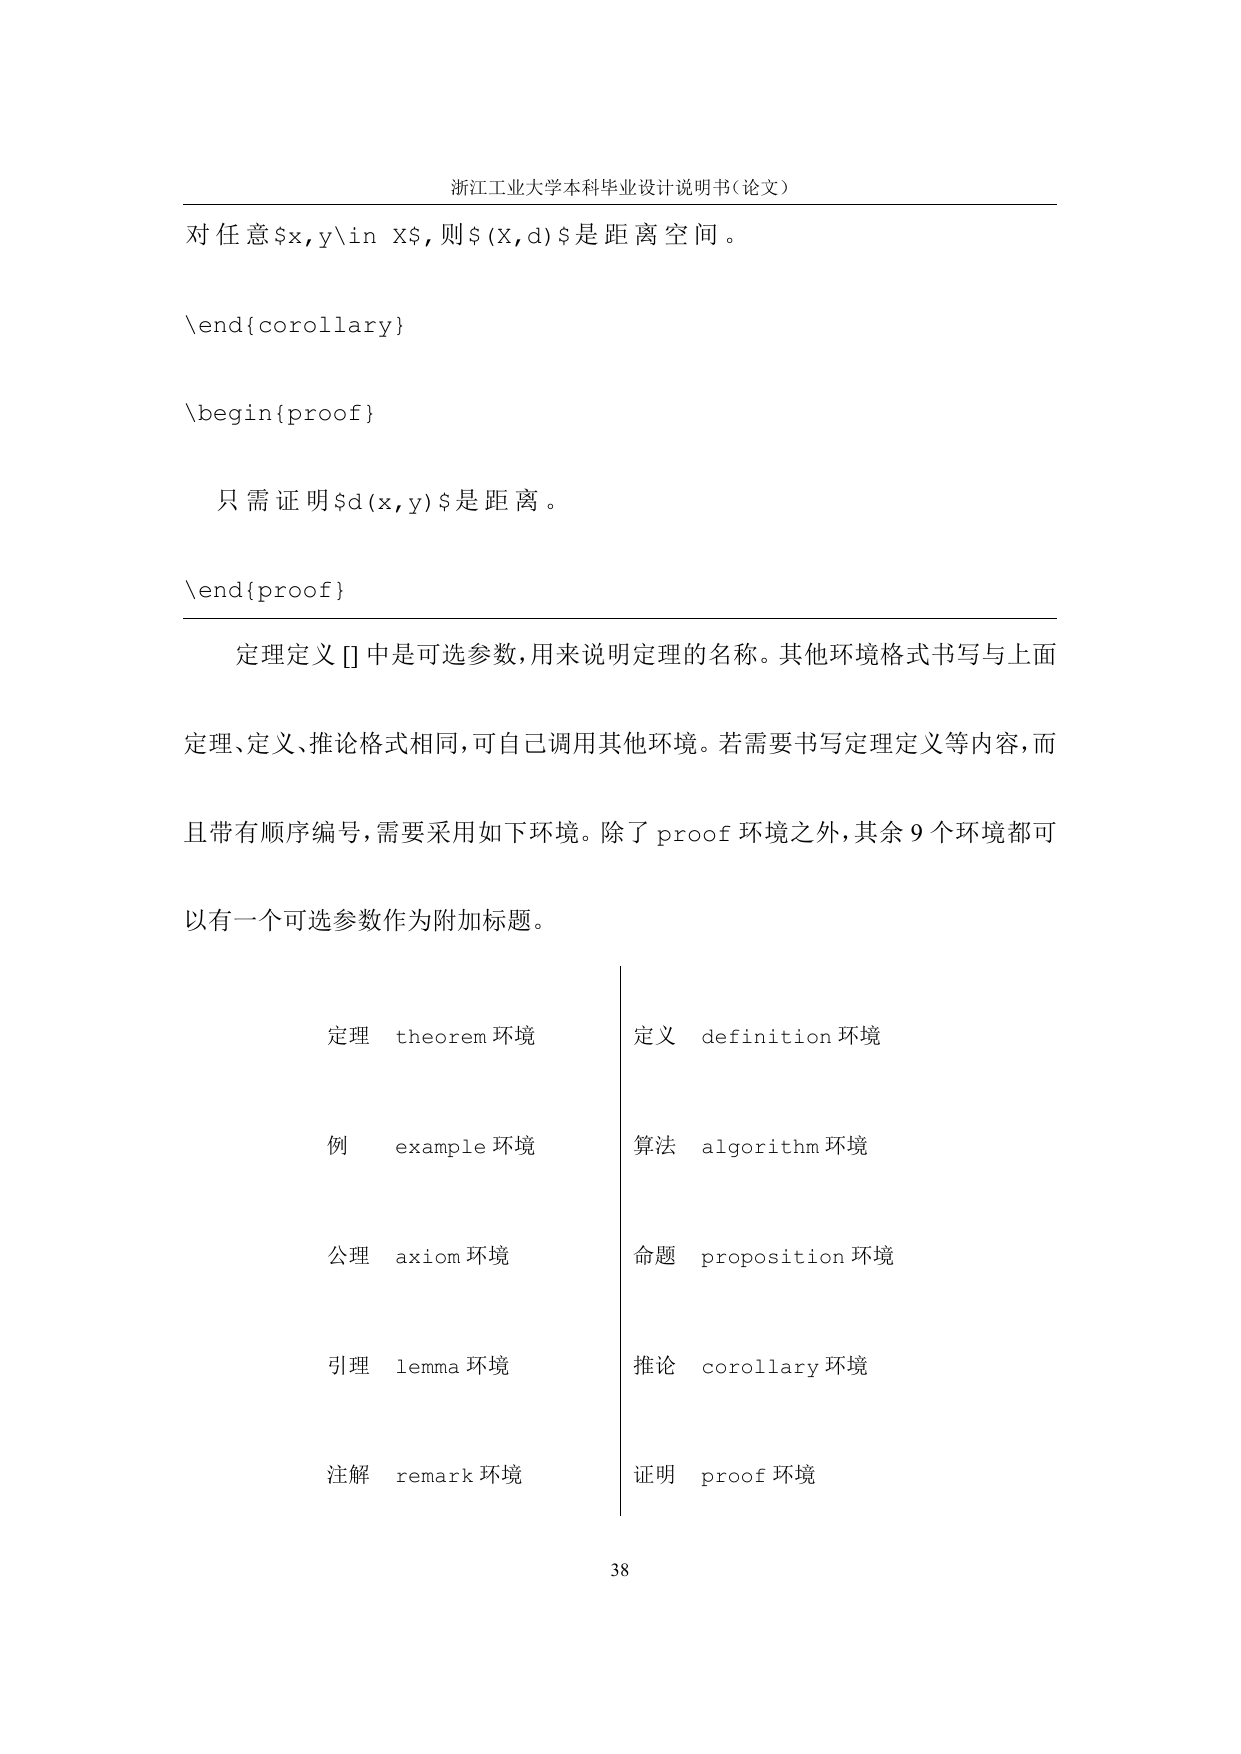 浙江工业大学本科毕业设计说明书（论文）
对任意$x,y\in X$,则$(X,d)$是距离空间。
\end{corollary}
\begin{proof}
只需证明$d(x,y)$是距离。
\end{proof}
定理定义 [] 中是可选参数，用来说明定理的名称。其他环境格式书写与上面
定理、定义、推论格式相同，可自己调用其他环境。若需要书写定理定义等内容，而
且带有顺序编号，需要采用如下环境。除了 proof 环境之外，其余 9 个环境都可
以有一个可选参数作为附加标题。
定理 theorem 环境 定义 definition 环境
例 example 环境 算法 algorithm 环境
公理 axiom 环境 命题 proposition 环境
引理 lemma 环境 推论 corollary 环境
注解 remark 环境 证明 proof 环境
38